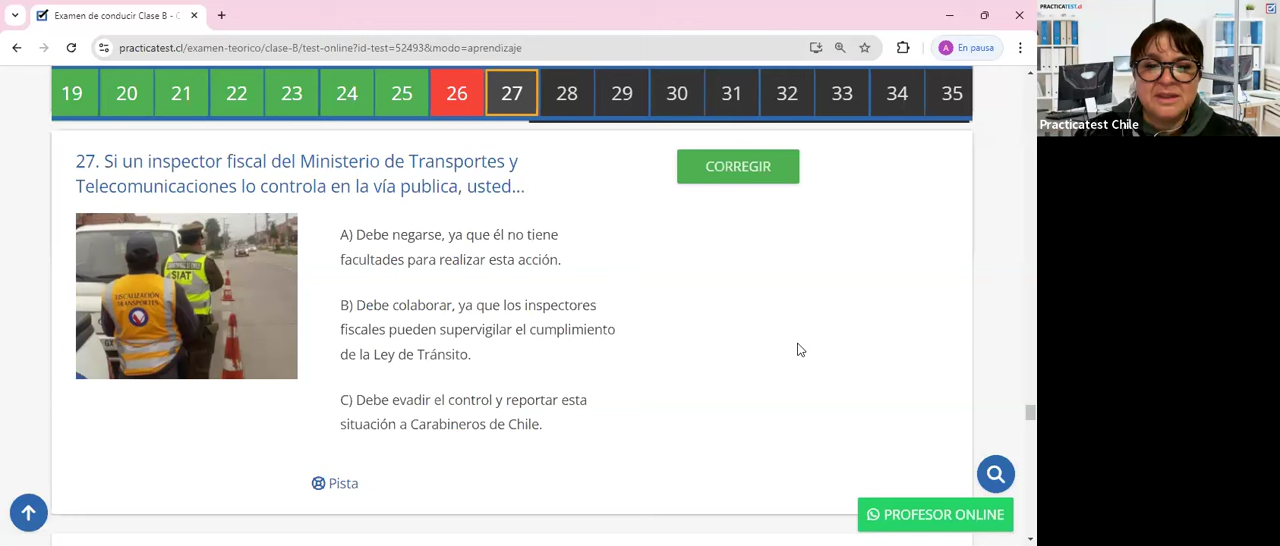 Examen de conducir Clase B - C
practicatest.cl/examen-teorico/clase-B/test-online?id-test=52493&modo=aprendizaje
A
En pausa
19 20 21 22 23 24 25 26 27 28 29 30 31 32 33 34 35
27. Si un inspector fiscal del Ministerio de Transportes y
Telecomunicaciones lo controla en la vía publica, usted...
CORREGIR
FISCALIZACIÓN
TRANSPORTES
SIAT
A) Debe negarse, ya que él no tiene
facultades para realizar esta acción.
B) Debe colaborar, ya que los inspectores
fiscales pueden supervigilar el cumplimiento
de la Ley de Tránsito.
C) Debe evadir el control y reportar esta
situación a Carabineros de Chile.
Pista
PROFESOR ONLINE
PRACTICATEST.cl
Practicatest Chile